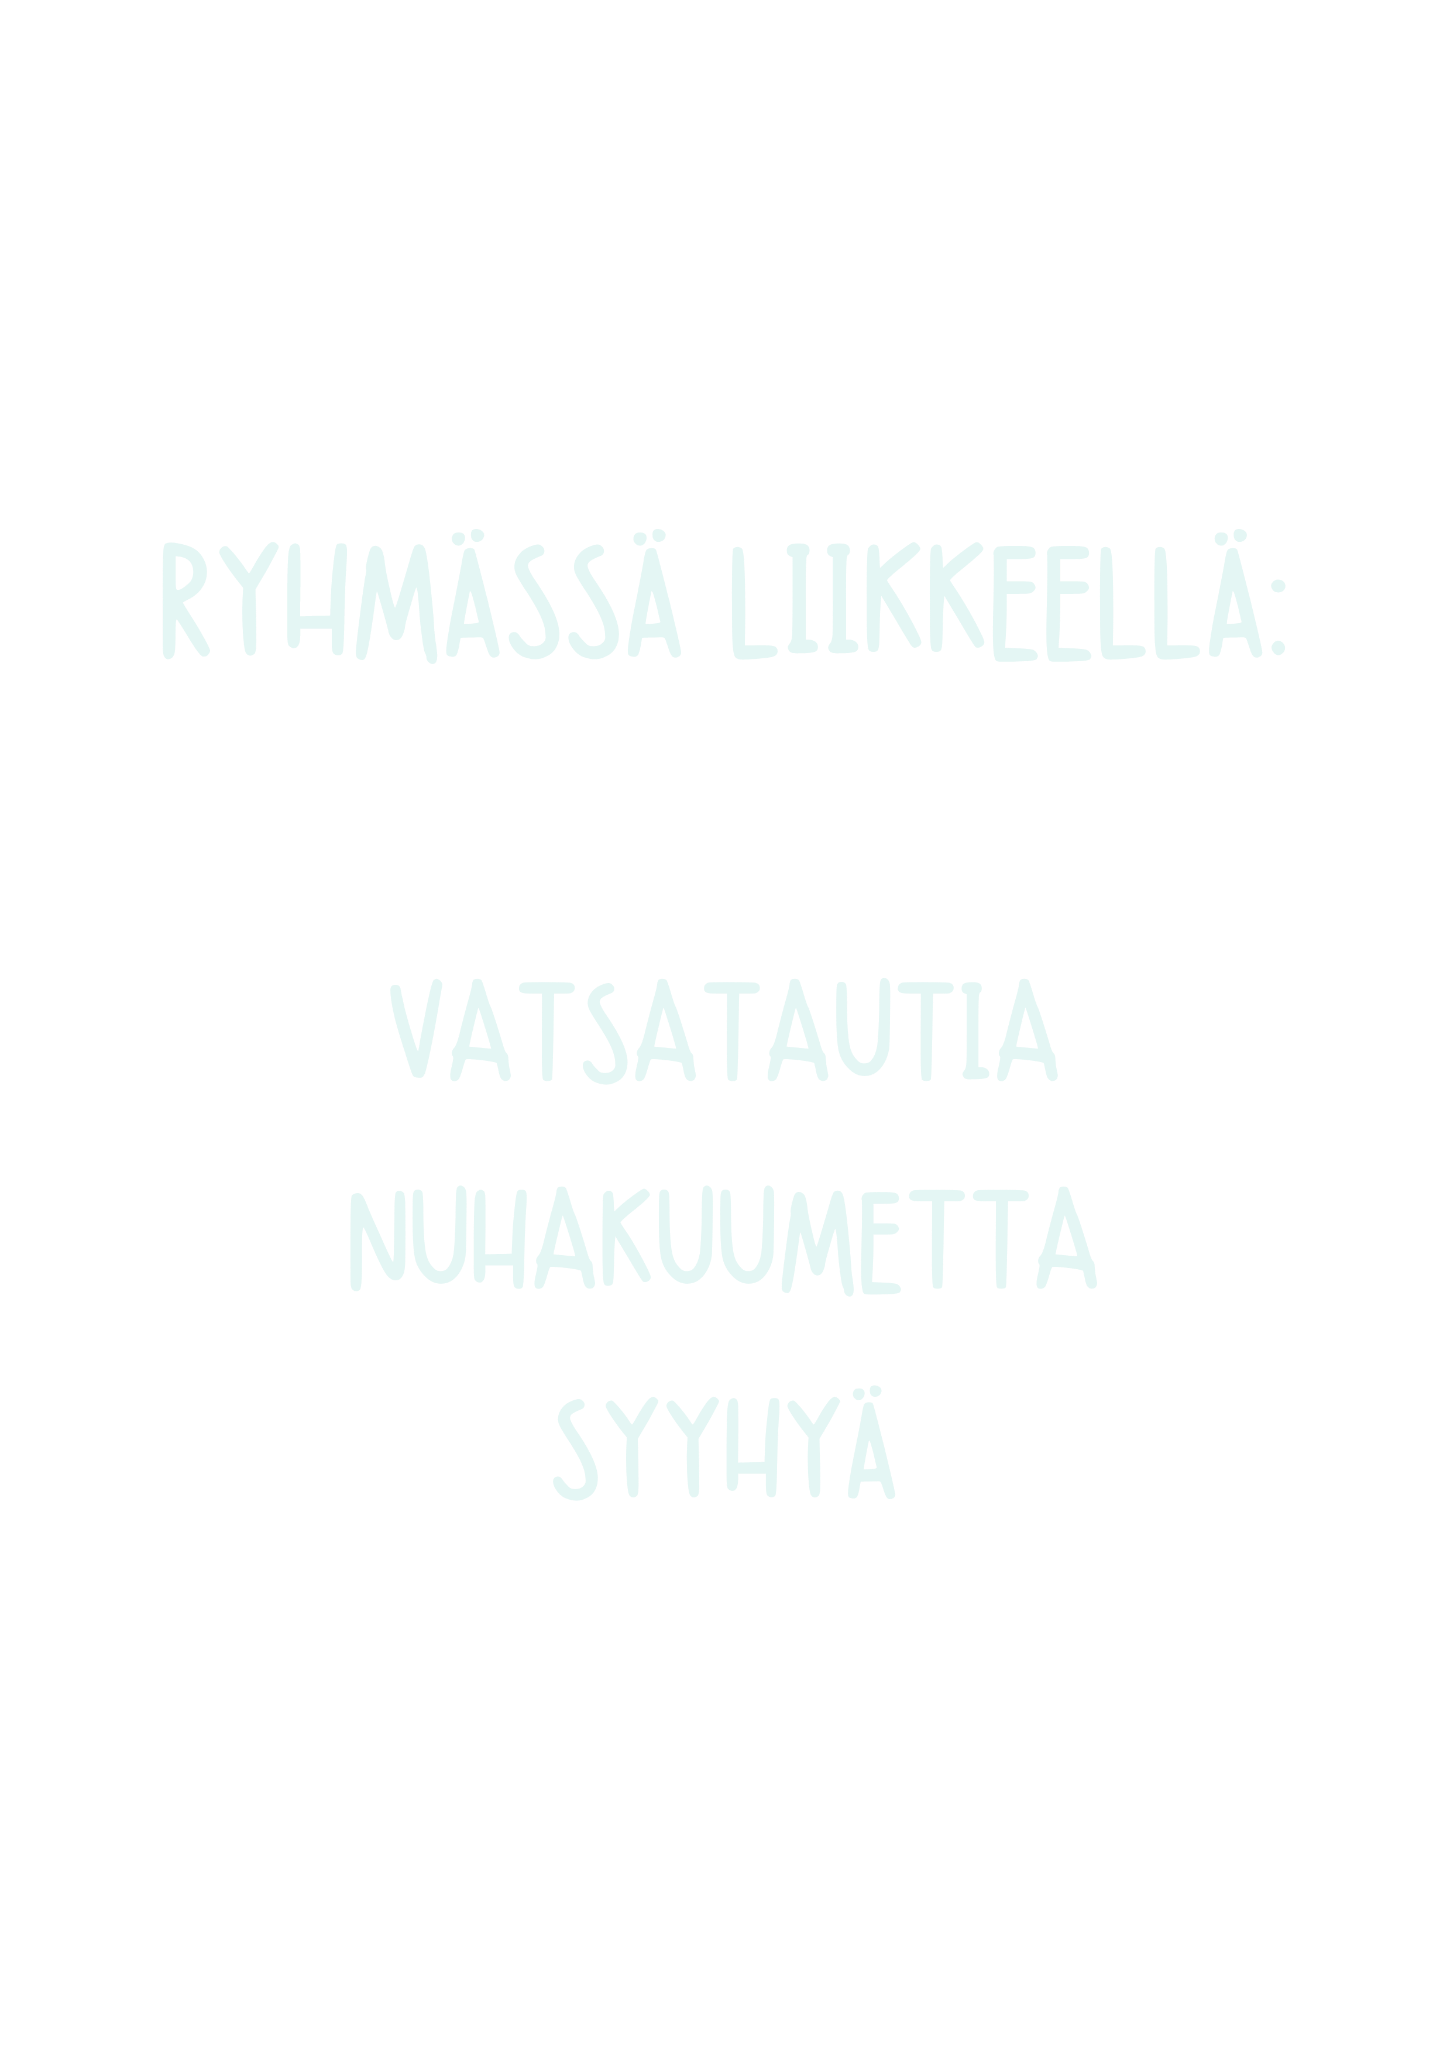 RYHMÄSSÄ LIIKKEELLÄ:
VATSATAUTIA
NUHAKUUMETTA
SYYHYÄ